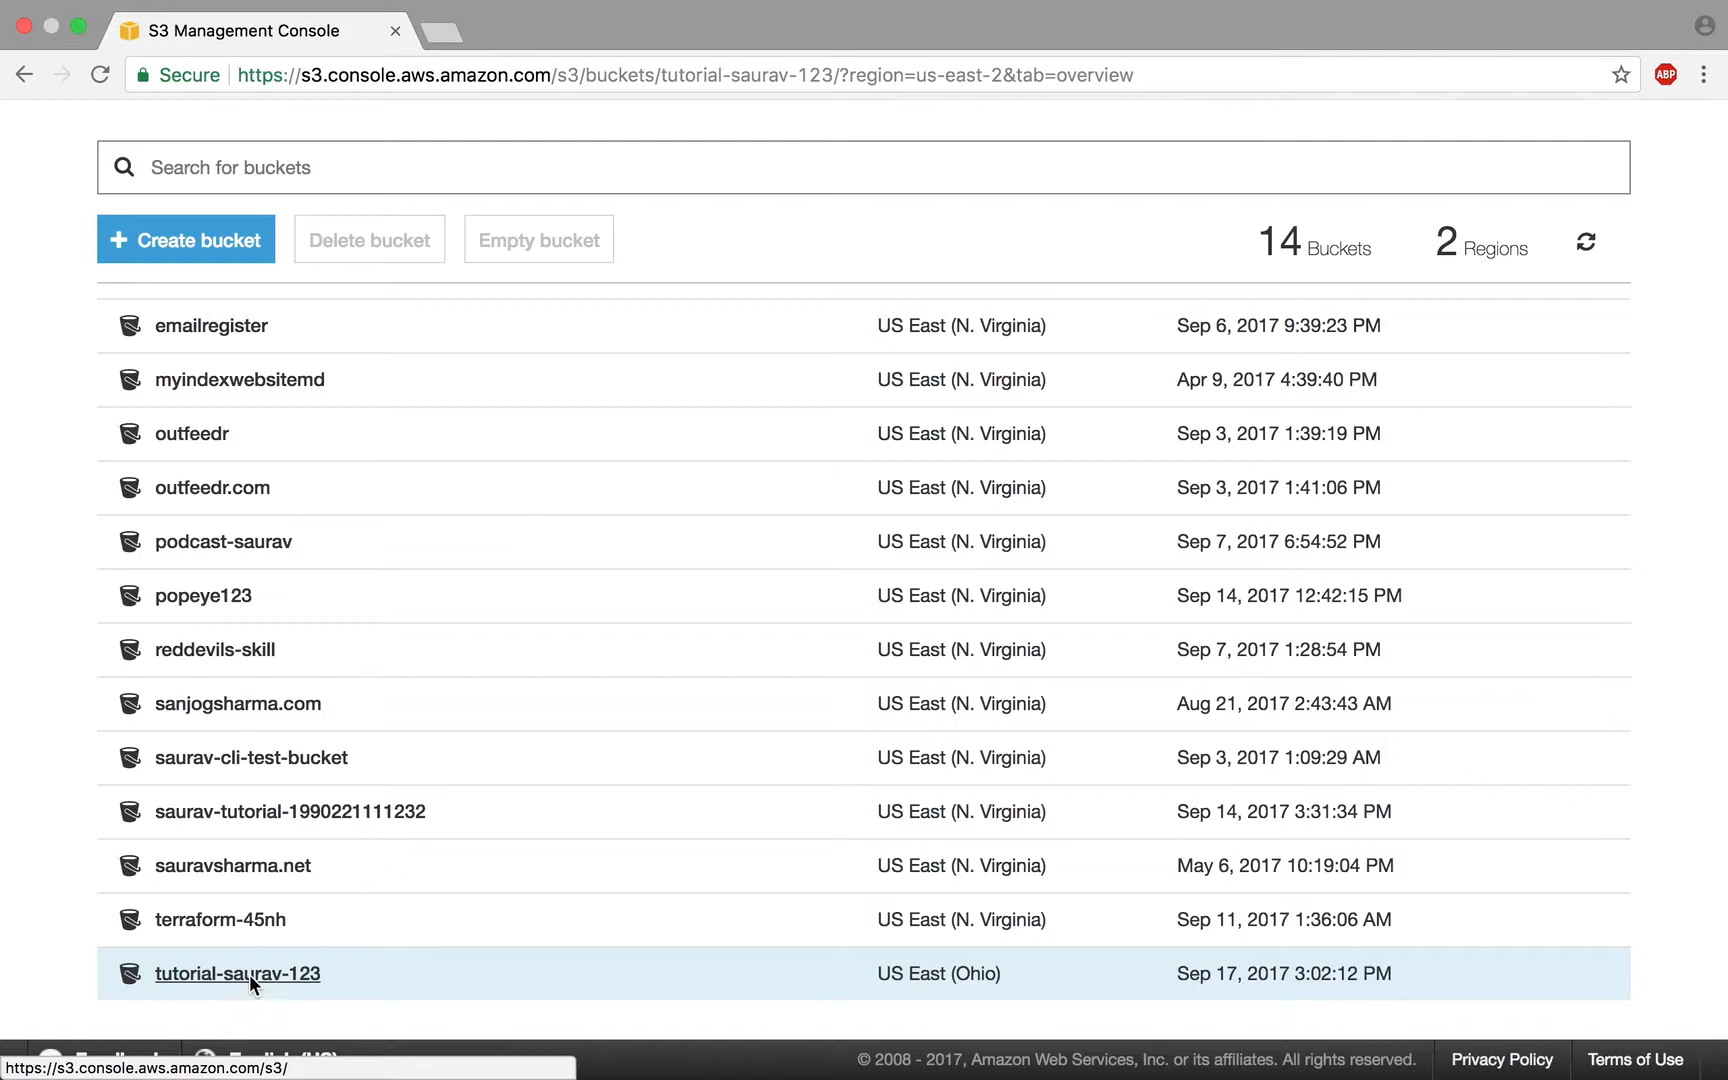 S3 Management Console
Secure https://s3.console.aws.amazon.com/s3/buckets/tutorial-saurav-123/?region=us-east-2&tab=overview
ABP
Search for buckets
Create bucket Delete bucket Empty bucket 14 Buckets 2 Regions
emailregister US East (N. Virginia) Sep 6, 2017 9:39:23 PM
myindexwebsitemd US East (N. Virginia) Apr 9, 2017 4:39:40 PM
outfeedr US East (N. Virginia) Sep 3, 2017 1:39:19 PM
outfeedr.com US East (N. Virginia) Sep 3, 2017 1:41:06 PM
podcast-saurav US East (N. Virginia) Sep 7, 2017 6:54:52 PM
popeye123 US East (N. Virginia) Sep 14, 2017 12:42:15 PM
reddevils-skill US East (N. Virginia) Sep 7, 2017 1:28:54 PM
sanjogsharma.com US East (N. Virginia) Aug 21, 2017 2:43:43 AM
saurav-cli-test-bucket US East (N. Virginia) Sep 3, 2017 1:09:29 AM
saurav-tutorial-1990221111232 US East (N. Virginia) Sep 14, 2017 3:31:34 PM
sauravsharma.net US East (N. Virginia) May 6, 2017 10:19:04 PM
terraform-45nh US East (N. Virginia) Sep 11, 2017 1:36:06 AM
tutorial-saurav-123 US East (Ohio) Sep 17, 2017 3:02:12 PM
© 2008 - 2017, Amazon Web Services, Inc. or its affiliates. All rights reserved. Privacy Policy Terms of Use
https://s3.console.aws.amazon.com/s3/